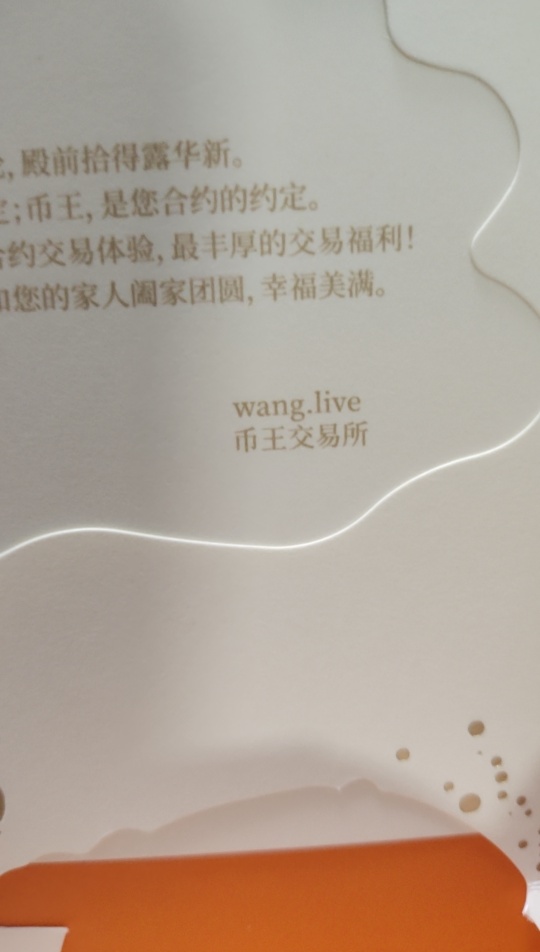 ，殿前拾得露华新。
；币王，是您合约的约定。
约交易体验，最丰厚的交易福利！
您的家人阖家团圆，幸福美满。
wang.live
币王交易所